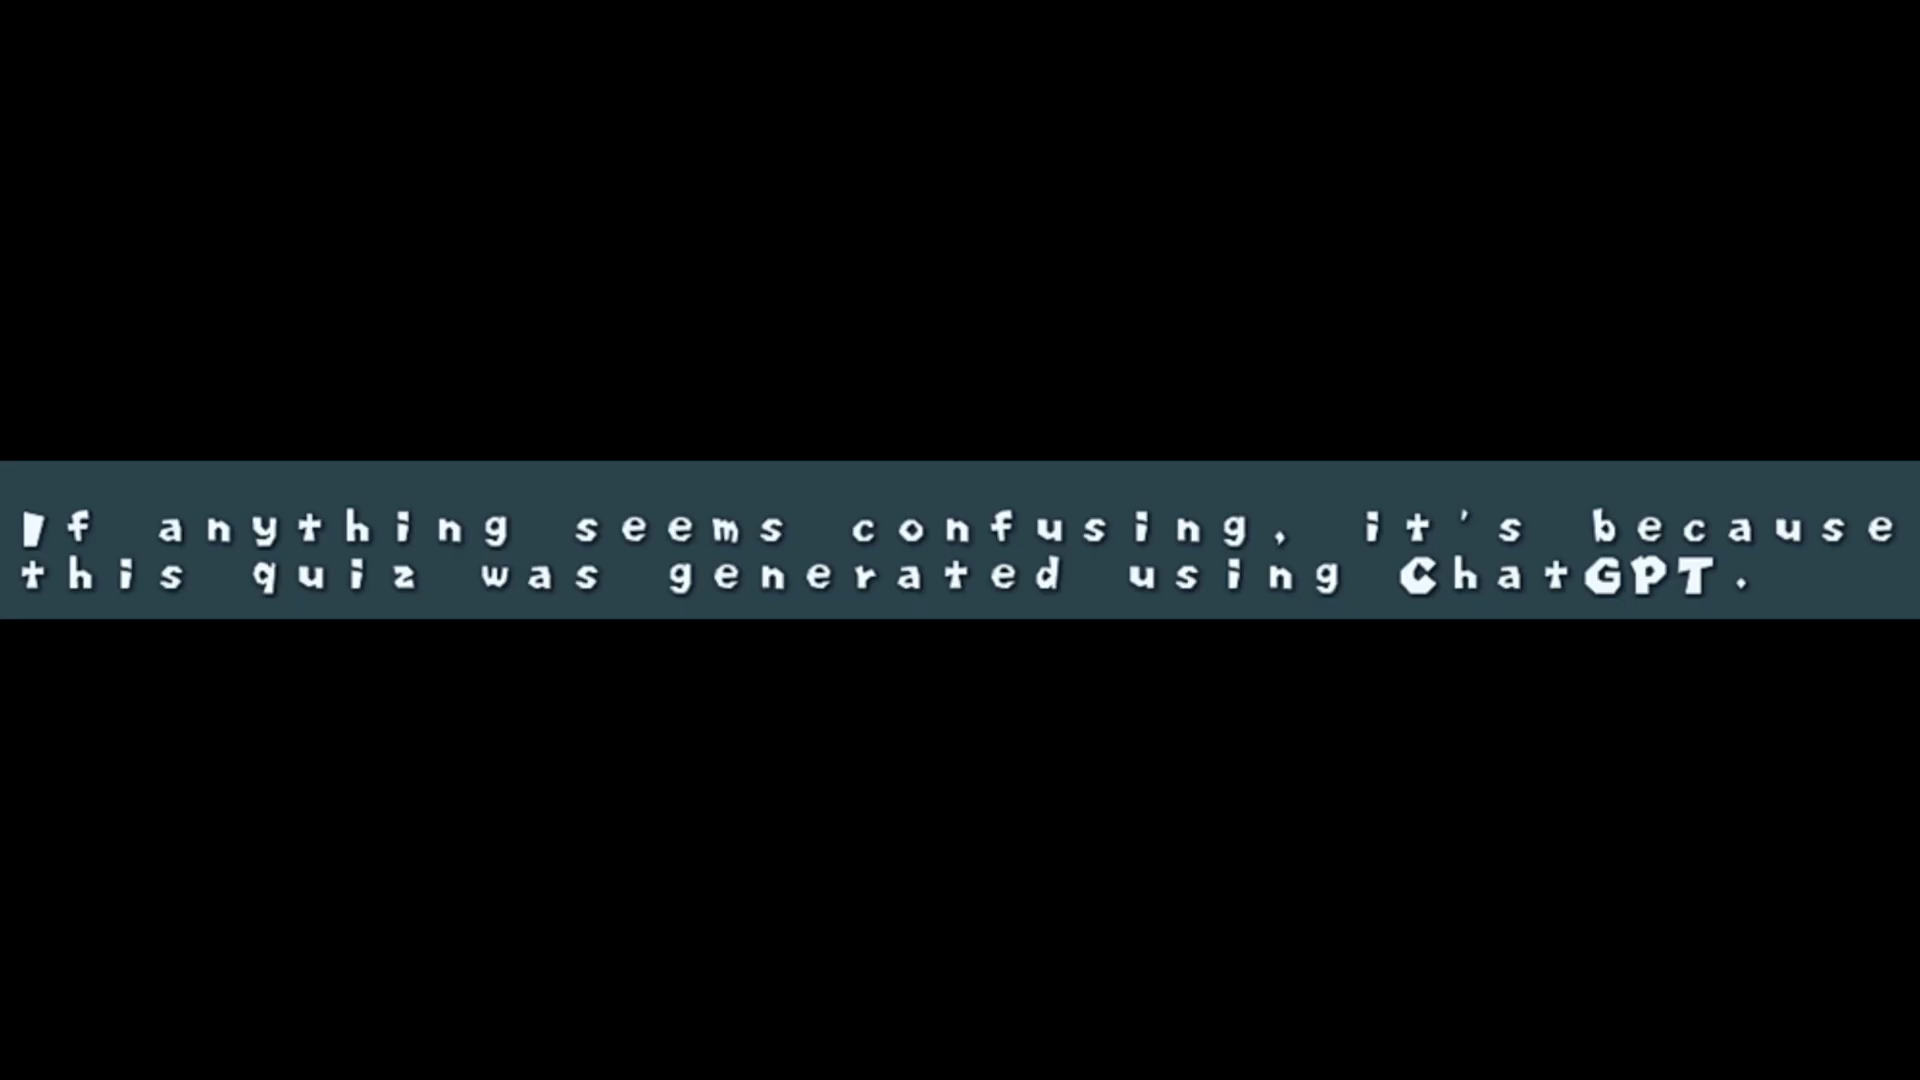 If anything seems confusing, it's because
this quiz was generated using ChatGPT.